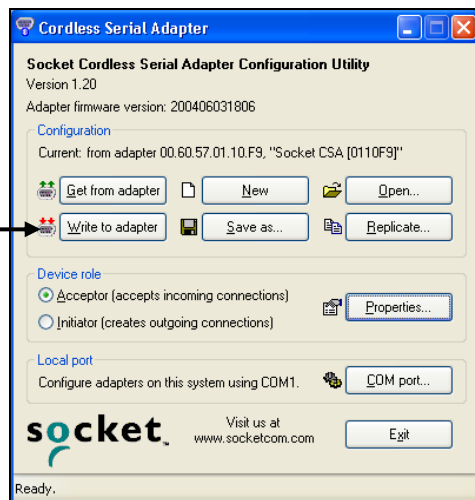 Cordless Serial Adapter
Socket Cordless Serial Adapter Configuration Utility
Version 1.20
Adapter firmware version: 200406031806
Configuration
Current: from adapter 00.60.57.01.10.F9, "Socket CSA [0110F9]"
Get from adapter New Open...
Write to adapter Save as... Replicate...
Device role
Acceptor (accepts incoming connections)
Initiator (creates outgoing connections)
Properties...
Local port
Configure adapters on this system using COM1. COM port...
socket™
Visit us at
www.socketcom.com
Exit
Ready.